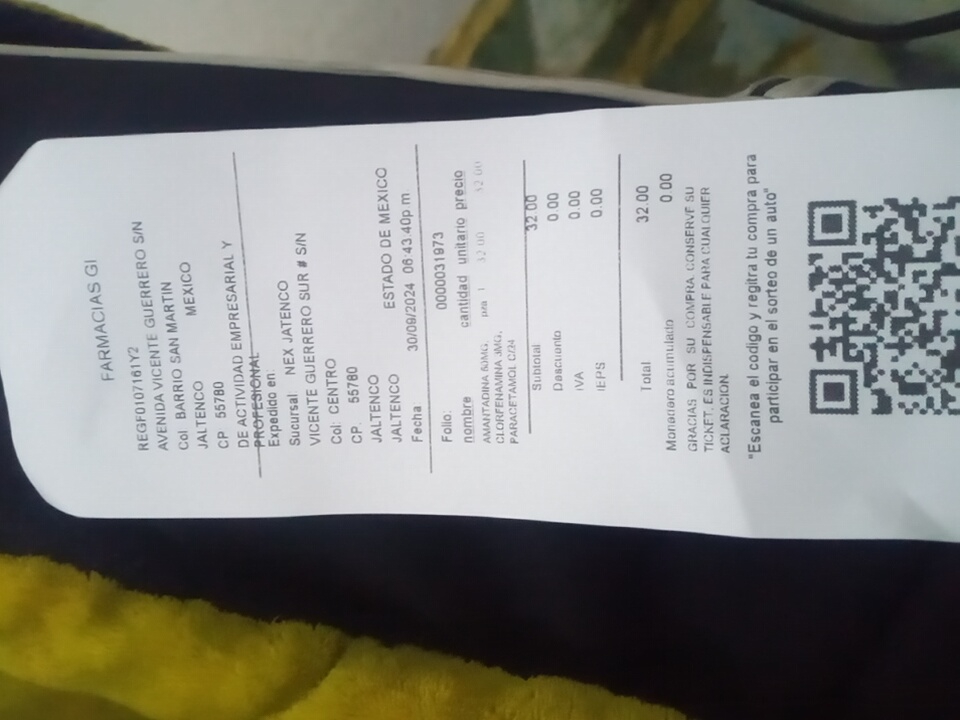 FARMACIAS GI
REGF0107161Y2
AVENIDA VICENTE GUERRERO S/N
Col BARRIO SAN MARTIN
JALTENCO MEXICO
CP 55780
DE ACTIVIDAD EMPRESARIAL Y
PROFESIONAL
Expedido en:
Sucursal NEX JATENCO
VICENTE GUERRERO SUR # S/N
Col: CENTRO
CP. 55780
JALTENCO
JALTENCO ESTADO DE MEXICO
Fecha 30/09/2024 06:43:40p.m
Folio: 0000031973
nombre cantidad unitario precio
AMANTADINA 50MG, pza 1 32.00 32.00
CLORFENAMINA 3MG,
PARACETAMOL C/24
Subtotal 32.00
Descuento 0.00
IVA 0.00
IEPS 0.00
Total 32.00
Monedero acumulado 0.00
GRACIAS POR SU COMPRA CONSERVE SU
TICKET, ES INDISPENSABLE PARA CUALQUIER
ACLARACION.
"Escanea el codigo y regitra tu compra para
participar en el sorteo de un auto"